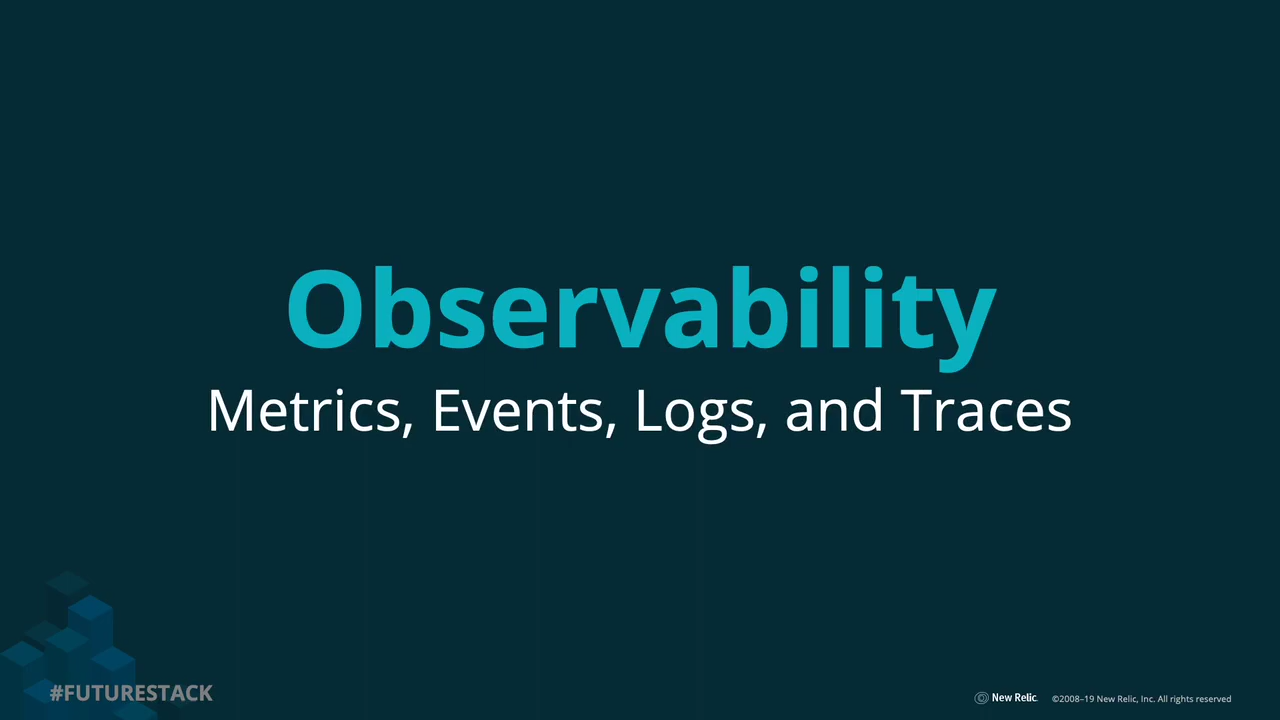 Observability
Metrics, Events, Logs, and Traces
#FUTURESTACK
New Relic. ©2008–19 New Relic, Inc. All rights reserved